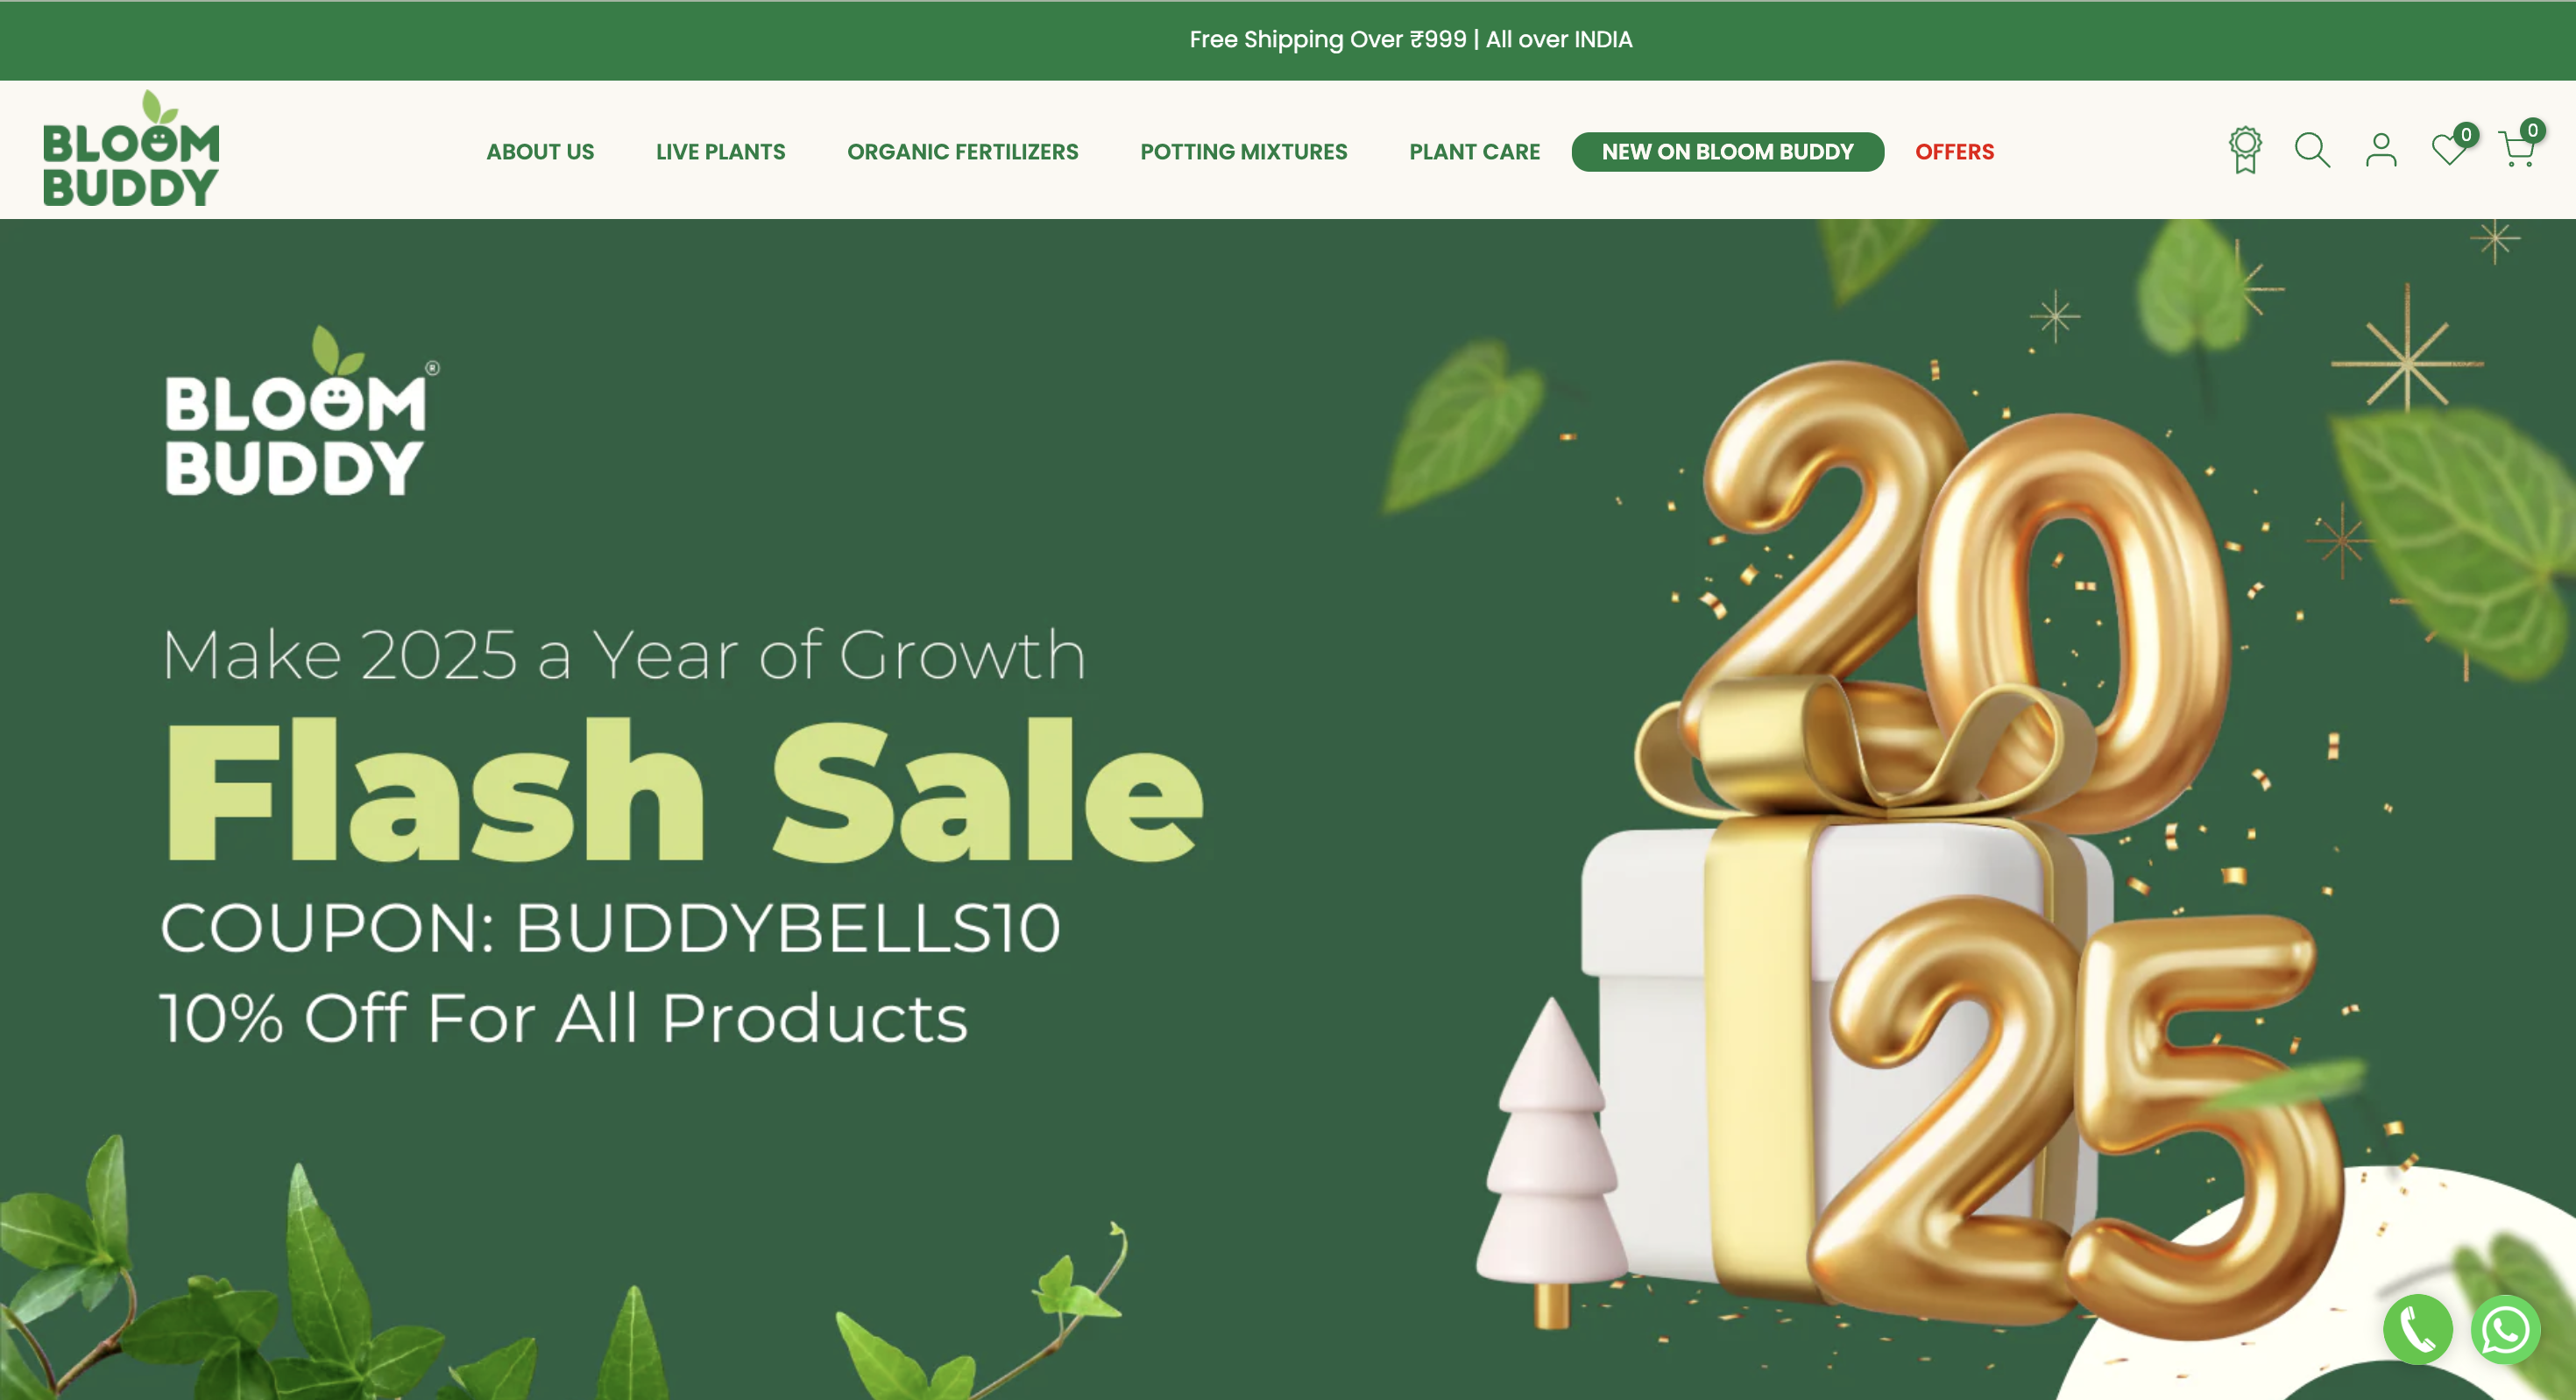 Free Shipping Over ₹999 | All over INDIA
BLOOM
BUDDY
ABOUT US LIVE PLANTS ORGANIC FERTILIZERS POTTING MIXTURES PLANT CARE NEW ON BLOOM BUDDY OFFERS 0 0
BLOOM ®
BUDDY
Make 2025 a Year of Growth
Flash Sale
COUPON: BUDDYBELLS10
10% Off For All Products
20
25